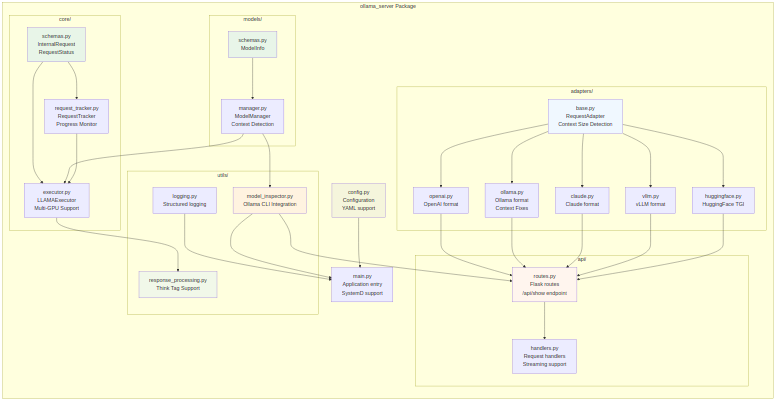 ollama_server Package
core/
schemas.py
InternalRequest
RequestStatus
request_tracker.py
RequestTracker
Progress Monitor
executor.py
LLAMAExecutor
Multi-GPU Support
models/
schemas.py
ModelInfo
manager.py
ModelManager
Context Detection
utils/
logging.py
Structured logging
model_inspector.py
Ollama CLI Integration
response_processing.py
Think Tag Support
config.py
Configuration
YAML support
main.py
Application entry
SystemD support
adapters/
base.py
RequestAdapter
Context Size Detection
openai.py
OpenAI format
ollama.py
Ollama format
Context Fixes
claude.py
Claude format
vllm.py
vLLM format
huggingface.py
HuggingFace TGI
api
routes.py
Flask routes
/api/show endpoint
handlers.py
Request handlers
Streaming support